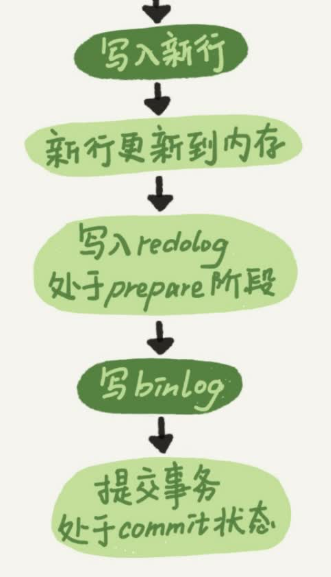 写入新行
新行更新到内存
写入redolog
处于prepare阶段
写binlog
提交事务
处于commit状态